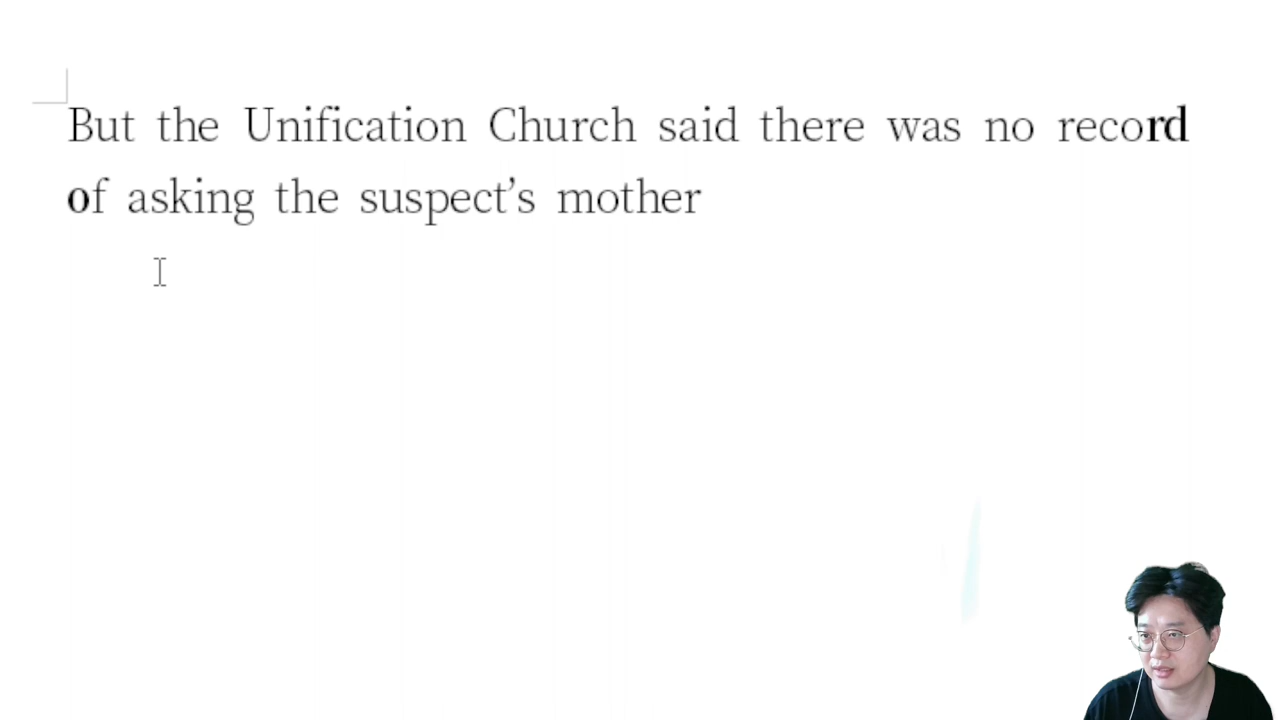 But the Unification Church said there was no record
of asking the suspect’s mother